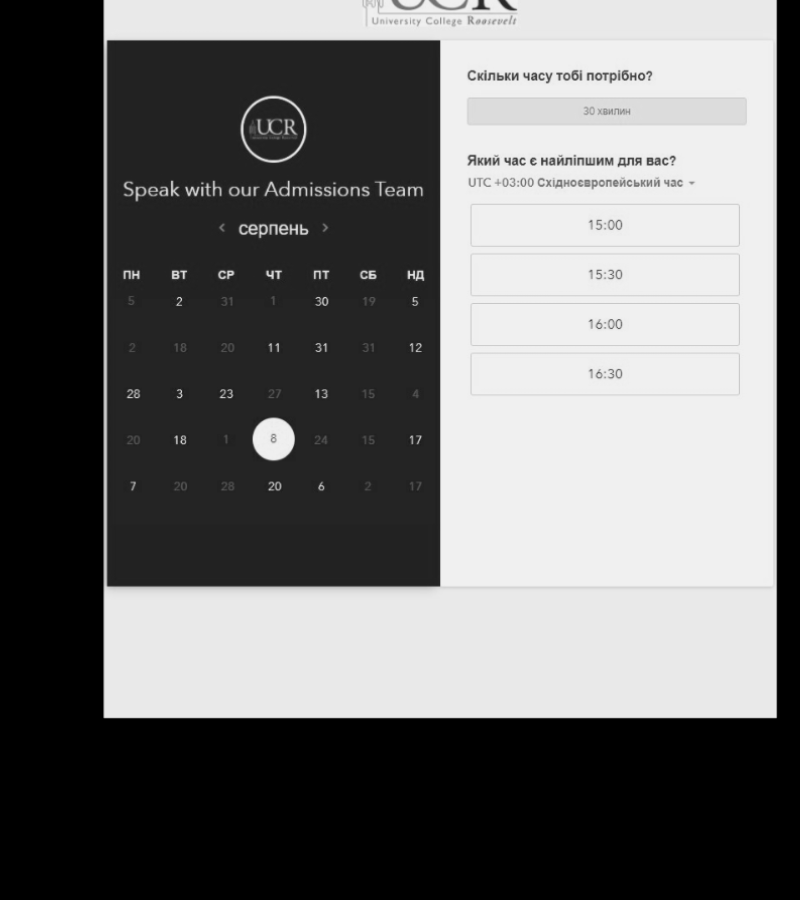 UCR
University College Roosevelt
UCR
Speak with our Admissions Team
‹ серпень ›
ПН ВТ СР ЧТ ПТ СБ НД
5 2 31 1 30 19 5
2 18 20 11 31 31 12
28 3 23 27 13 15 4
20 18 1 8 24 15 17
7 20 28 20 6 2 17
Скільки часу тобі потрібно?
30 хвилин
Який час є найліпшим для вас?
UTC +03:00 Східноєвропейський час
15:00
15:30
16:00
16:30